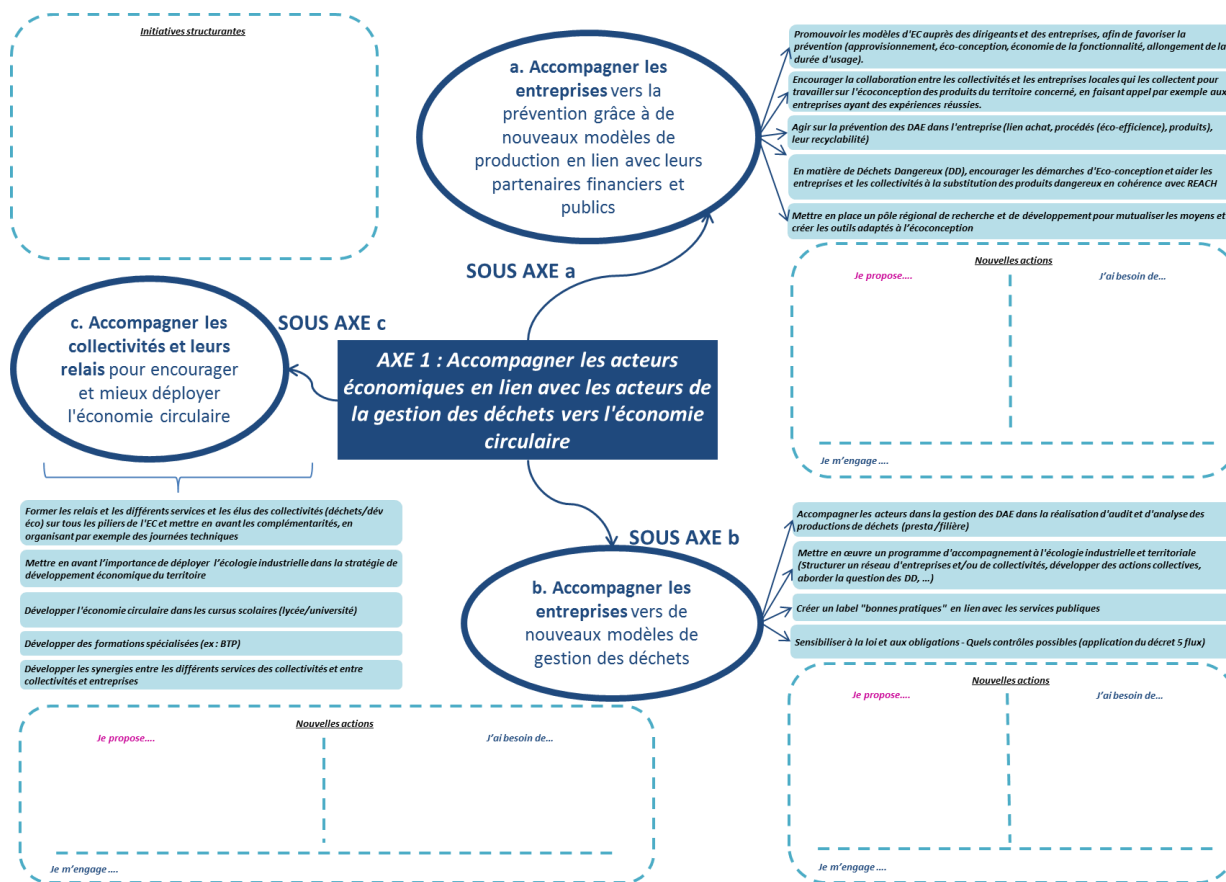 Initiatives structurantes
a. Accompagner les
entreprises vers la
prévention grâce à de
nouveaux modèles de
production en lien avec leurs
partenaires financiers et
publics
Promouvoir les modèles d'EC auprès des dirigeants et des entreprises, afin de favoriser la
prévention (approvisionnement, éco-conception, économie de la fonctionnalité, allongement de la
durée d'usage).
Encourager la collaboration entre les collectivités et les entreprises locales qui les collectent pour
travailler sur l'écoconception des produits du territoire concerné, en faisant appel par exemple aux
entreprises ayant des expériences réussies.
Agir sur la prévention des DAE dans l'entreprise (lien achat, procédés (éco-efficience), produits),
leur recyclabilité)
En matière de Déchets Dangereux (DD), encourager les démarches d'Eco-conception et aider les
entreprises et les collectivités à la substitution des produits dangereux en cohérence avec REACH
Mettre en place un pôle régional de recherche et de développement pour mutualiser les moyens et
créer les outils adaptés à l'écoconception
SOUS AXE a
Nouvelles actions
Je propose....
J'ai besoin de...
Je m'engage ....
c. Accompagner les
collectivités et leurs
relais pour encourager
et mieux déployer
l'économie circulaire
SOUS AXE c
AXE 1 : Accompagner les acteurs
économiques en lien avec les acteurs de
la gestion des déchets vers l'économie
circulaire
Former les relais et les différents services et les élus des collectivités (déchets/dév
éco) sur tous les piliers de l'EC et mettre en avant les complémentarités, en
organisant par exemple des journées techniques
Mettre en avant l'importance de déployer l'écologie industrielle dans la stratégie de
développement économique du territoire
Développer l'économie circulaire dans les cursus scolaires (lycée/université)
Développer des formations spécialisées (ex : BTP)
Développer les synergies entre les différents services des collectivités et entre
collectivités et entreprises
SOUS AXE b
b. Accompagner les
entreprises vers de
nouveaux modèles de
gestion des déchets
Accompagner les acteurs dans la gestion des DAE dans la réalisation d'audit et d'analyse des
productions de déchets (presta /filière)
Mettre en œuvre un programme d'accompagnement à l'écologie industrielle et territoriale
(Structurer un réseau d'entreprises et/ou de collectivités, développer des actions collectives,
aborder la question des DD, ...)
Créer un label "bonnes pratiques" en lien avec les services publiques
Sensibiliser à la loi et aux obligations - Quels contrôles possibles (application du décret 5 flux)
Nouvelles actions
Je propose....
J'ai besoin de...
Je m'engage ....
Nouvelles actions
Je propose....
J'ai besoin de...
Je m'engage ....